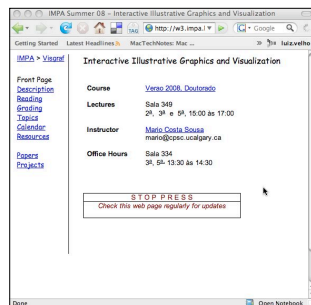 IMPA Summer 08 - Interactive Illustrative Graphics and Visualization
http://w3.impa.l
Google
Getting Started Latest Headlines MacTechNotes: Mac ... » luiz.velho
IMPA > Visgraf
Interactive Illustrative Graphics and Visualization
Front Page
Description
Reading
Grading
Topics
Calendar
Resources
Papers
Projects
Course Verao 2008, Doutorado
Lectures Sala 349
2ª, 3ª e 5ª, 15:00 às 17:00
Instructor Mario Costa Sousa
mario@cpsc.ucalgary.ca
Office Hours Sala 334
3ª, 5ª- 13:30 às 14:30
STOP PRESS
Check this web page regularly for updates
Done Open Notebook